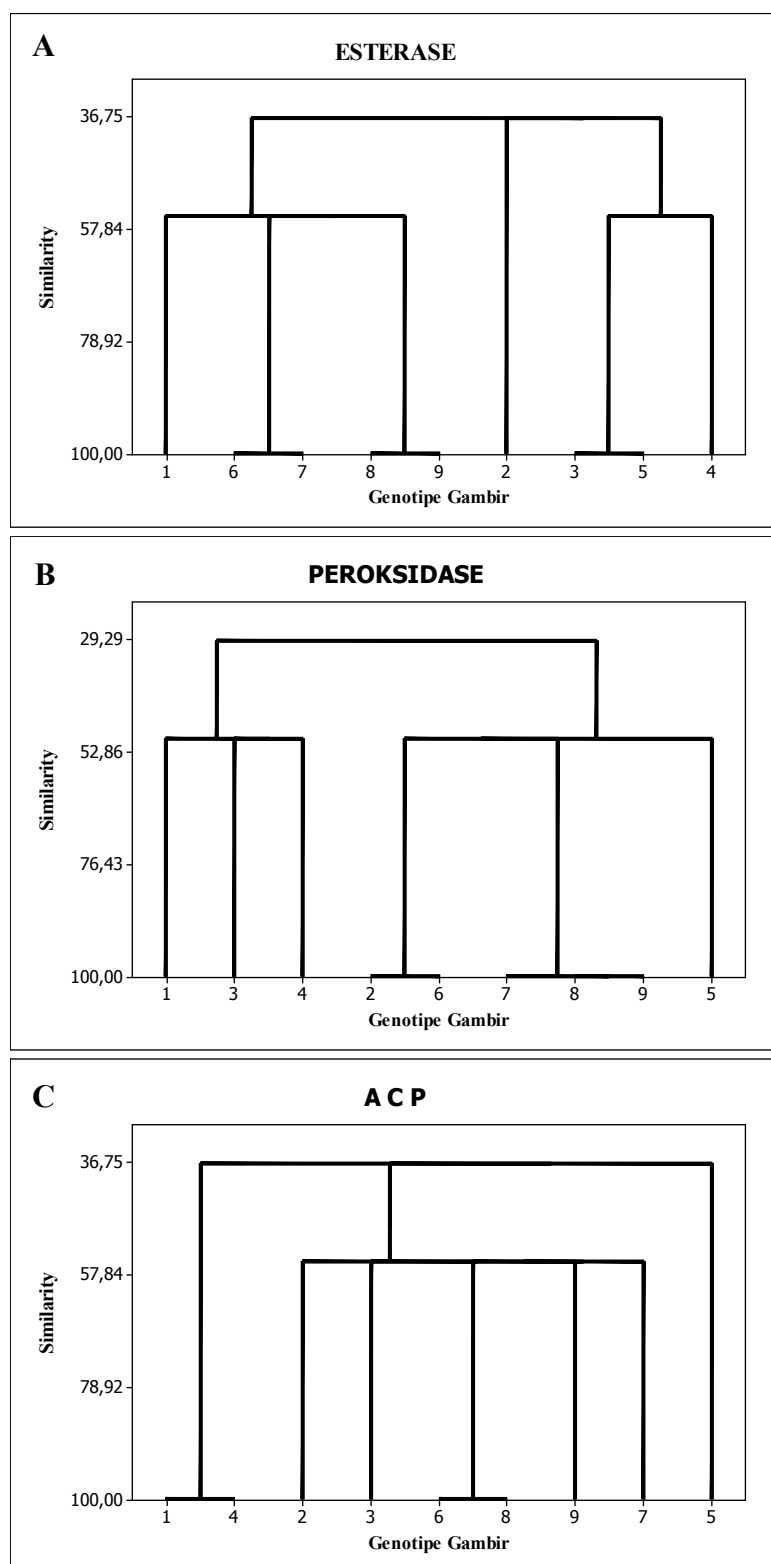 A
ESTERASE
36,75
57,84
78,92
100,00
Similarity
1 6 7 8 9 2 3 5 4
Genotipe Gambir
B
PEROKSIDASE
29,29
52,86
76,43
100,00
Similarity
1 3 4 2 6 7 8 9 5
Genotipe Gambir
C
A C P
36,75
57,84
78,92
100,00
Similarity
1 4 2 3 6 8 9 7 5
Genotipe Gambir